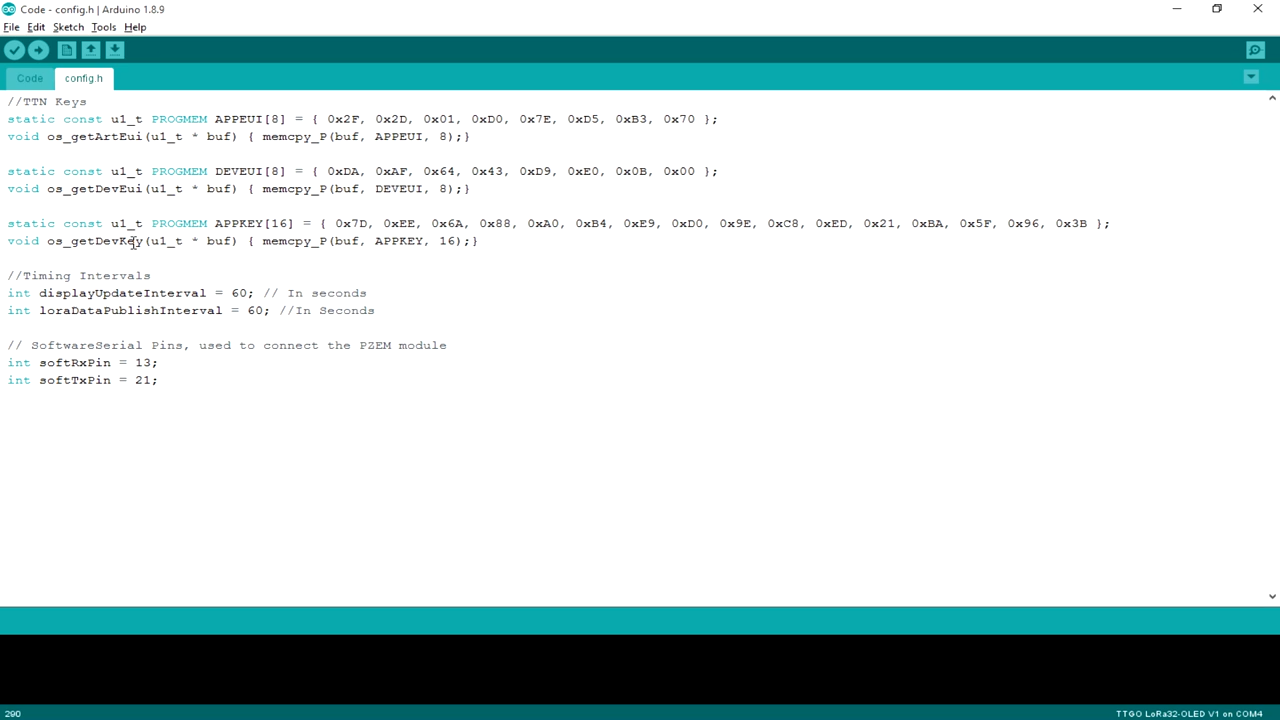 Code - config.h | Arduino 1.8.9
File Edit Sketch Tools Help
Code config.h
//TTN Keys
static const u1_t PROGMEM APPEUI[8] = { 0x2F, 0x2D, 0x01, 0xD0, 0x7E, 0xD5, 0xB3, 0x70 };
void os_getArtEui(u1_t * buf) { memcpy_P(buf, APPEUI, 8);}
static const u1_t PROGMEM DEVEUI[8] = { 0xDA, 0xAF, 0x64, 0x43, 0xD9, 0xE0, 0x0B, 0x00 };
void os_getDevEui(u1_t * buf) { memcpy_P(buf, DEVEUI, 8);}
static const u1_t PROGMEM APPKEY[16] = { 0x7D, 0xEE, 0x6A, 0x88, 0xA0, 0xB4, 0xE9, 0xD0, 0x9E, 0xC8, 0xED, 0x21, 0xBA, 0x5F, 0x96, 0x3B };
void os_getDevKey(u1_t * buf) { memcpy_P(buf, APPKEY, 16);}
//Timing Intervals
int displayUpdateInterval = 60; // In seconds
int loraDataPublishInterval = 60; //In Seconds
// SoftwareSerial Pins, used to connect the PZEM module
int softRxPin = 13;
int softTxPin = 21;
290 TTGO LoRa32-OLED V1 on COM4